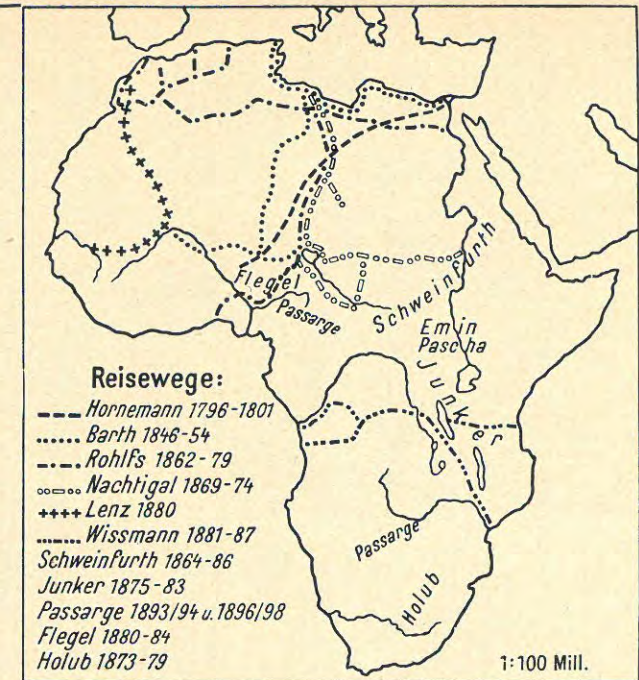 Flegel
Passarge
Schweinfurth
Emin
Pascha
Junker
Passarge
Holub
Reisewege:
Hornemann 1796-1801
Barth 1846-54
Rohlfs 1862-79
Nachtigal 1869-74
Lenz 1880
Wissmann 1881-87
Schweinfurth 1864-86
Junker 1875-83
Passarge 1893/94 u. 1896/98
Flegel 1880-84
Holub 1873-79
1:100 Mill.